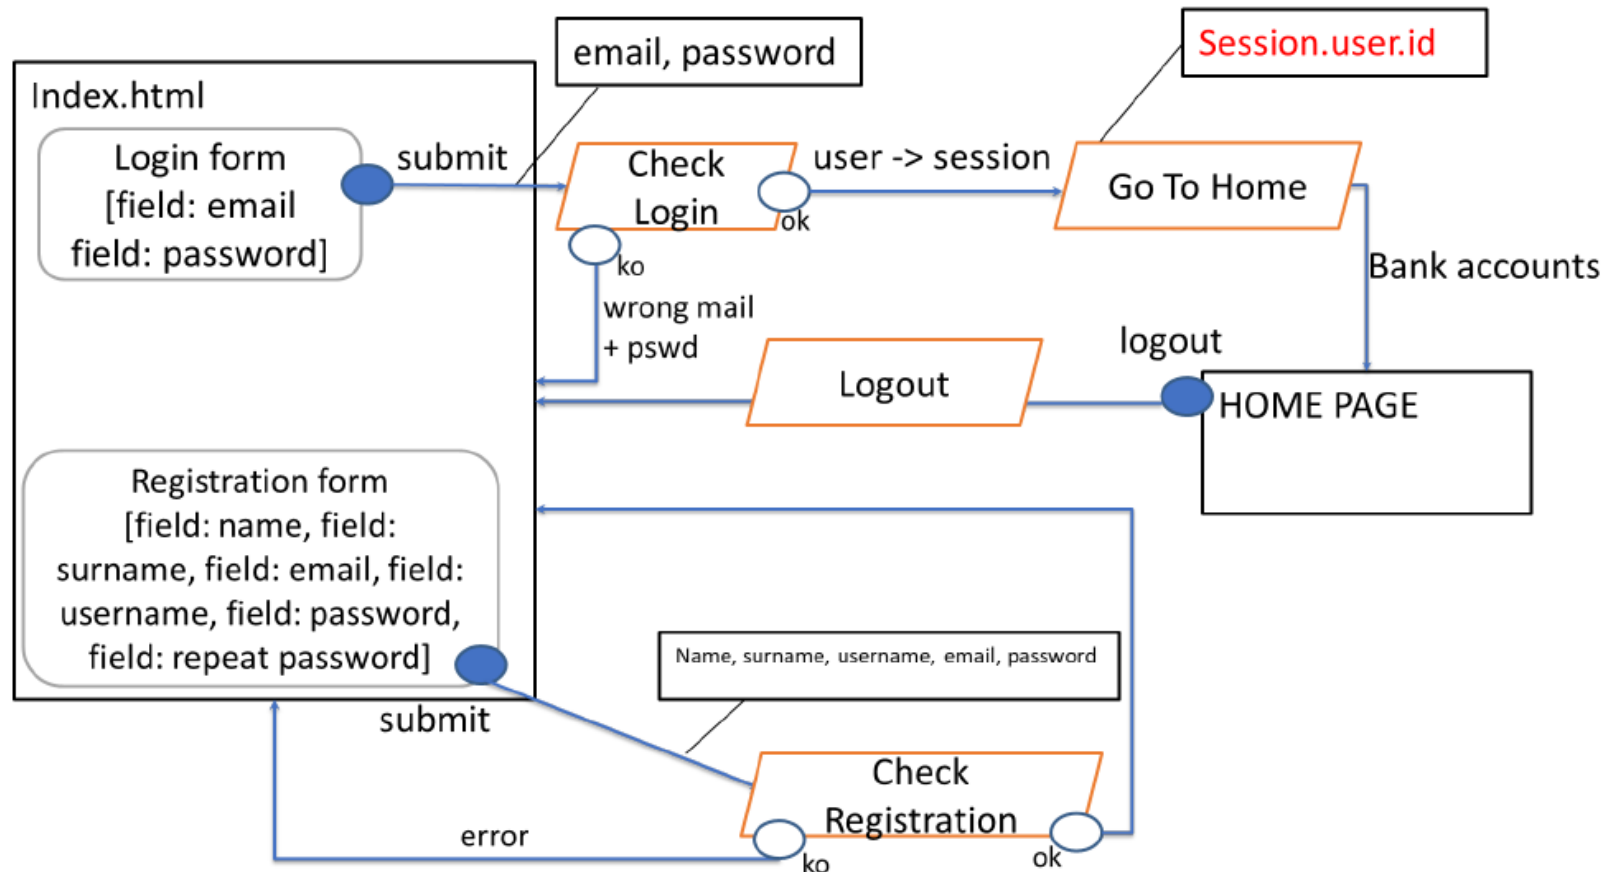 email, password
Session.user.id
Index.html
Login form
[field: email
field: password]
submit
Check
Login
ok
user -> session
Go To Home
ko
wrong mail
+ pswd
Bank accounts
Logout
logout
HOME PAGE
Registration form
[field: name, field:
surname, field: email, field:
username, field: password,
field: repeat password]
submit
Name, surname, username, email, password
Check
Registration
error
ko
ok